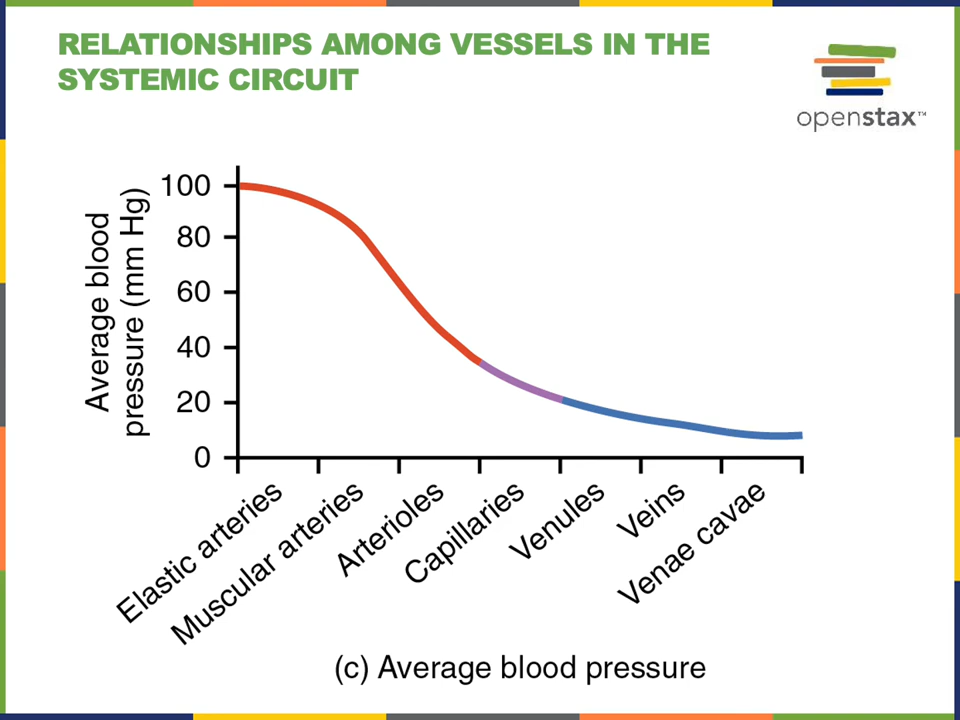 RELATIONSHIPS AMONG VESSELS IN THE
SYSTEMIC CIRCUIT
openstax™
Average blood
pressure (mm Hg)
100
80
60
40
20
0
Elastic arteries
Muscular arteries
Arterioles
Capillaries
Venules
Veins
Venae cavae
(c) Average blood pressure